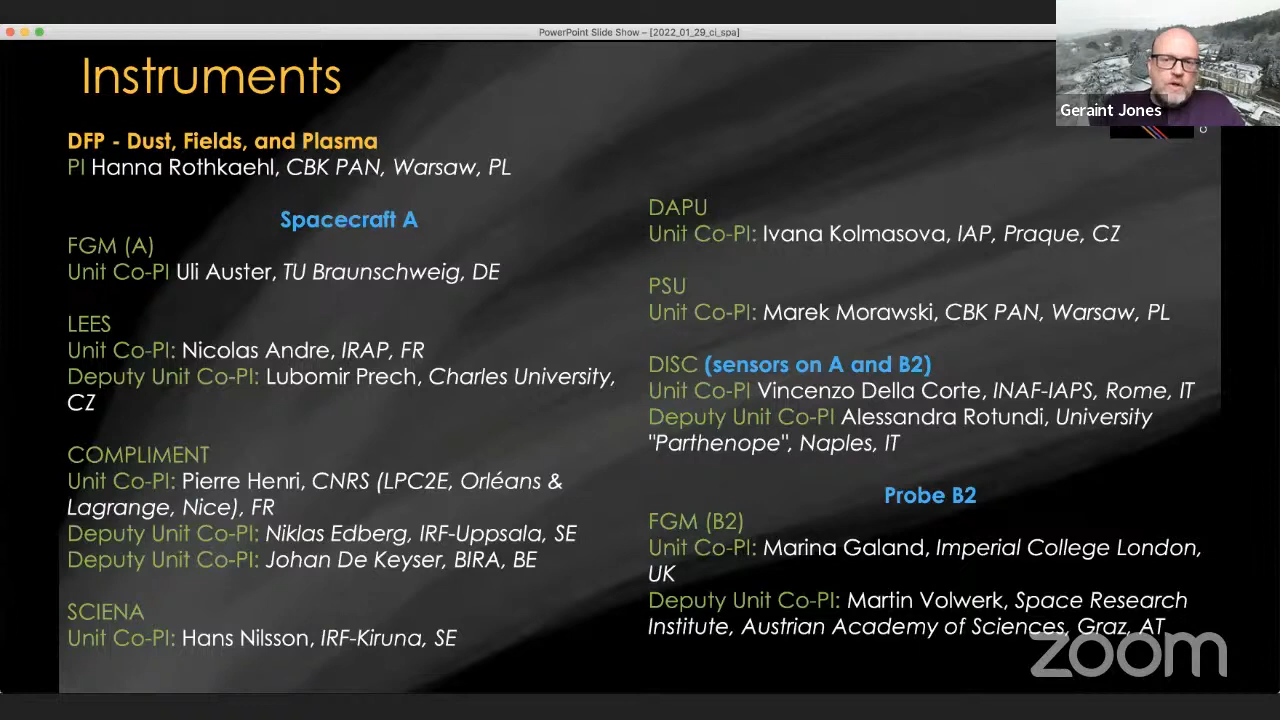 PowerPoint Slide Show – [2022_01_29_ci_spa]
Geraint Jones
Instruments
DFP - Dust, Fields, and Plasma
PI Hanna Rothkaehl, CBK PAN, Warsaw, PL
Spacecraft A
FGM (A)
Unit Co-PI Uli Auster, TU Braunschweig, DE
LEES
Unit Co-PI: Nicolas Andre, IRAP, FR
Deputy Unit Co-PI: Lubomir Prech, Charles University,
CZ
COMPLIMENT
Unit Co-PI: Pierre Henri, CNRS (LPC2E, Orléans &
Lagrange, Nice), FR
Deputy Unit Co-PI: Niklas Edberg, IRF-Uppsala, SE
Deputy Unit Co-PI: Johan De Keyser, BIRA, BE
SCIENA
Unit Co-PI: Hans Nilsson, IRF-Kiruna, SE
DAPU
Unit Co-PI: Ivana Kolmasova, IAP, Praque, CZ
PSU
Unit Co-PI: Marek Morawski, CBK PAN, Warsaw, PL
DISC (sensors on A and B2)
Unit Co-PI Vincenzo Della Corte, INAF-IAPS, Rome, IT
Deputy Unit Co-PI Alessandra Rotundi, University
"Parthenope", Naples, IT
Probe B2
FGM (B2)
Unit Co-PI: Marina Galand, Imperial College London,
UK
Deputy Unit Co-PI: Martin Volwerk, Space Research
Institute, Austrian Academy of Sciences, Graz, AT
zoom